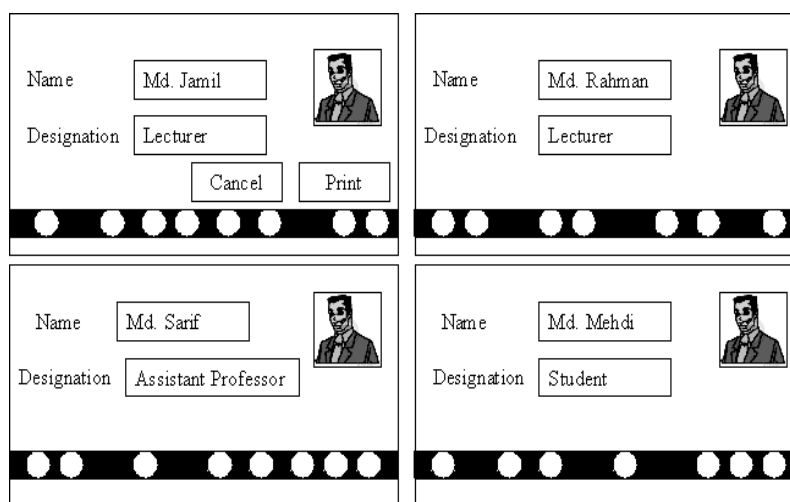 Name Md. Jamil
Designation Lecturer
Cancel Print
Name Md. Rahman
Designation Lecturer
Name Md. Sarif
Designation Assistant Professor
Name Md. Mehdi
Designation Student